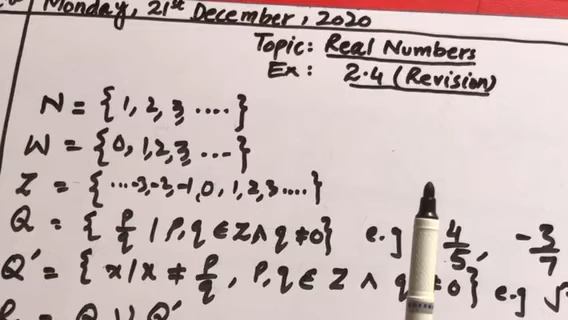 Monday, 21st December, 2020
Topic: Real Numbers
Ex: 2.4 (Revision)
N = {1, 2, 3, ....}
W = {0, 1, 2, 3, ...}
Z = {...-3, -2, -1, 0, 1, 2, 3....}
Q = {p/q | p, q ∈ Z ∧ q ≠ 0} e.g 4/5, -3/7
Q' = {x/x ≠ p/q, p, q ∈ Z ∧ q ≠ 0} e.g √
Q ∪ Q'